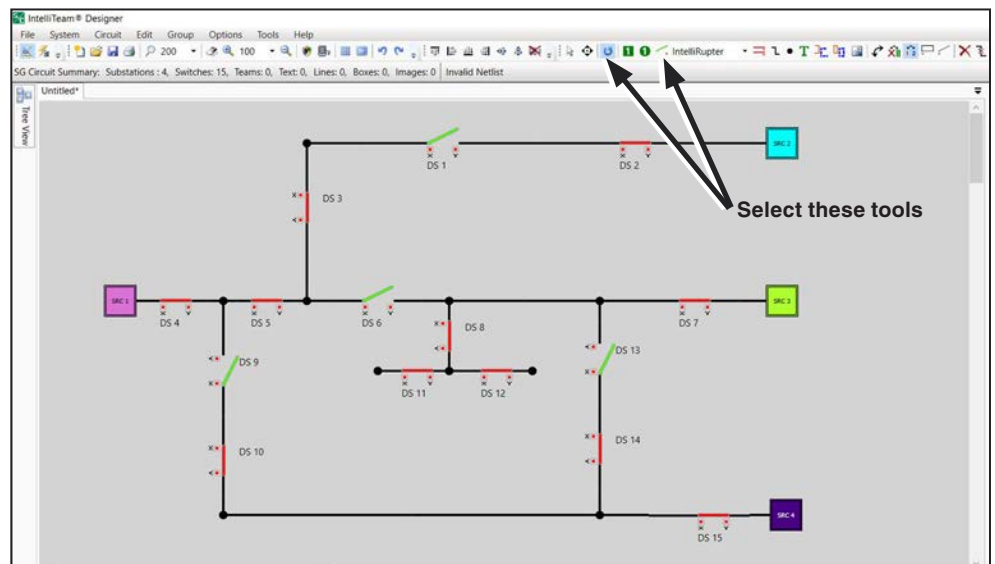 IntelliTeam® Designer
File System Circuit Edit Group Options Tools Help
200 100 IntelliRupter T
SG Circuit Summary: Substations : 4, Switches: 15, Teams: 0, Text: 0, Lines: 0, Boxes: 0, Images: 0 Invalid Netlist
Untitled*
Tree View
SRC 2
X Y
DS 1
X Y
DS 2
X
DS 3
Y
Select these tools
SRC 1
SRC 3
X Y
DS 4
X Y
DS 5
X Y
DS 6
X
DS 8
Y
X Y
DS 7
Y
DS 9
X
Y
DS 13
X
X Y
DS 11
X Y
DS 12
X
DS 10
Y
X
DS 14
Y
SRC 4
X Y
DS 15